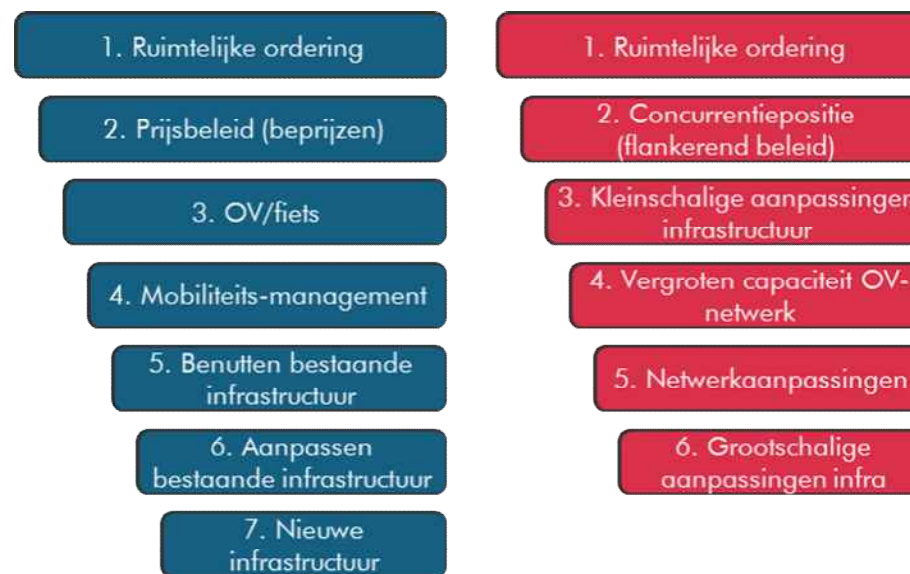 1. Ruimtelijke ordering
2. Prijsbeleid (beprijzen)
3. OV/fiets
4. Mobiliteits-management
5. Benutten bestaande
infrastructuur
6. Aanpassen
bestaande infrastructuur
7. Nieuwe
infrastructuur
1. Ruimtelijke ordering
2. Concurrentiepositie
(flankerend beleid)
3. Kleinschalige aanpassingen
infrastructuur
4. Vergroten capaciteit OV-
netwerk
5. Netwerkaanpassingen
6. Grootschalige
aanpassingen infra